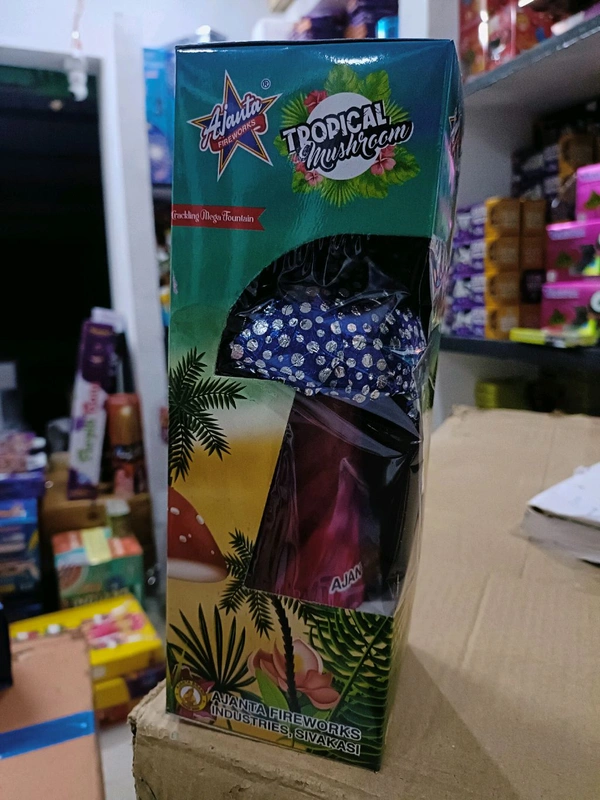 Ajanta
FIREWORKS
®
TROPICAL
Mushroom
Crackling Mega Fountain
AJAN
AJANTA FIREWORKS
INDUSTRIES, SIVAKASI